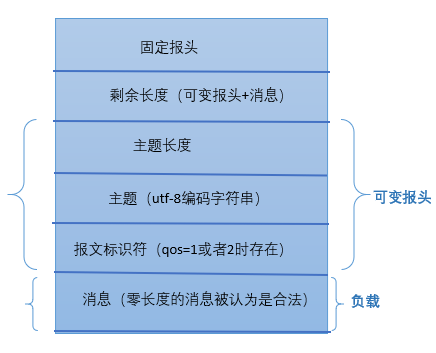 固定报头
剩余长度（可变报头+消息）
主题长度
主题（utf-8编码字符串）
可变报头
报文标识符（qos=1或者2时存在）
消息（零长度的消息被认为是合法）
负载